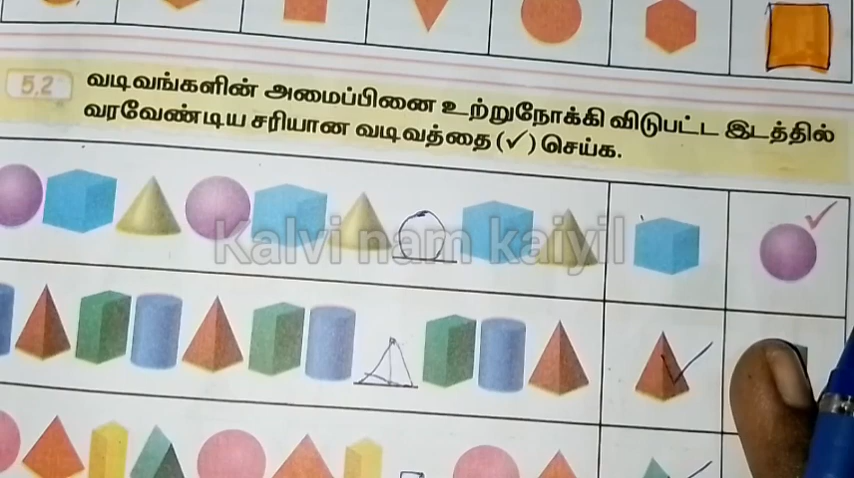 5.2 வடிவங்களின் அமைப்பினை உற்றுநோக்கி விடுபட்ட இடத்தில்
வரவேண்டிய சரியான வடிவத்தை (✓) செய்க.
Kalvi nam kaiyil